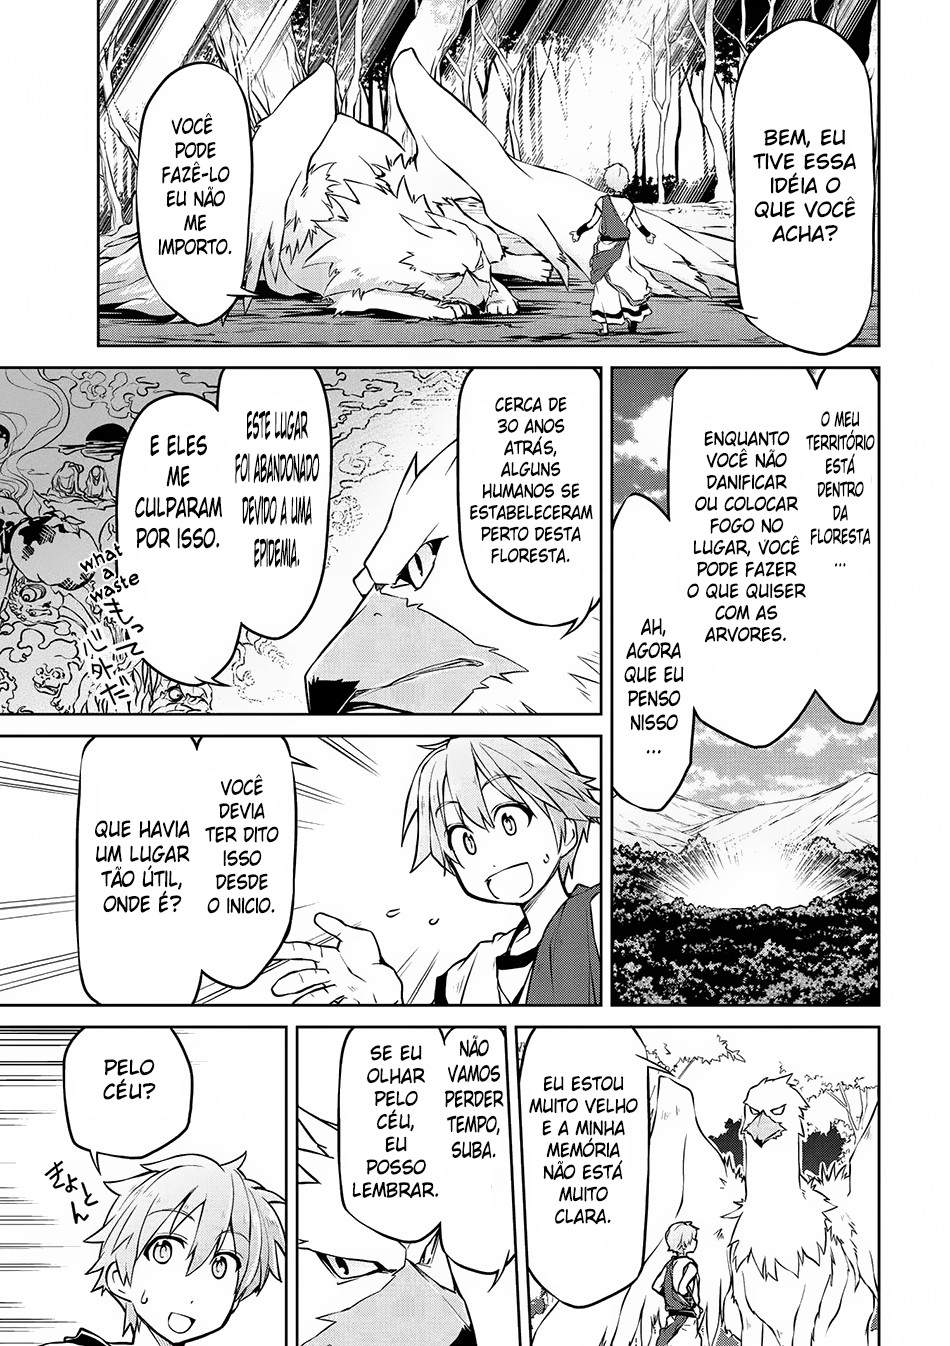 BEM, EU
TIVE ESSA
IDÉIA O
QUE VOCÊ
ACHA?
VOCÊ
PODE
FAZÊ-LO
EU NÃO
ME
IMPORTO.
O MEU
TERRITÓRIO
ESTÁ
DENTRO
DA
FLORESTA
...
ENQUANTO
VOCÊ NÃO
DANIFICAR
OU COLOCAR
FOGO NO
LUGAR, VOCÊ
PODE FAZER
O QUE QUISER
COM AS
ARVORES.
AH,
AGORA
QUE EU
PENSO
NISSO
...
CERCA DE
30 ANOS
ATRÁS,
ALGUNS
HUMANOS SE
ESTABELECERAM
PERTO DESTA
FLORESTA.
ESTE LUGAR
FOI ABANDONADO
DEVIDO A UMA
EPIDEMIA.
E ELES
ME
CULPARAM
POR ISSO.
what
a
waste
もって
心外だ
VOCÊ
DEVIA
TER DITO
ISSO
DESDE
O INICIO.
QUE HAVIA
UM LUGAR
TÃO ÚTIL,
ONDE É?
EU ESTOU
MUITO VELHO
E A MINHA
MEMÓRIA
NÃO ESTÁ
MUITO
CLARA.
NÃO
VAMOS
PERDER
TEMPO,
SUBA.
SE EU
OLHAR
PELO
CÉU,
EU
POSSO
LEMBRAR.
PELO
CÉU?
きょとん